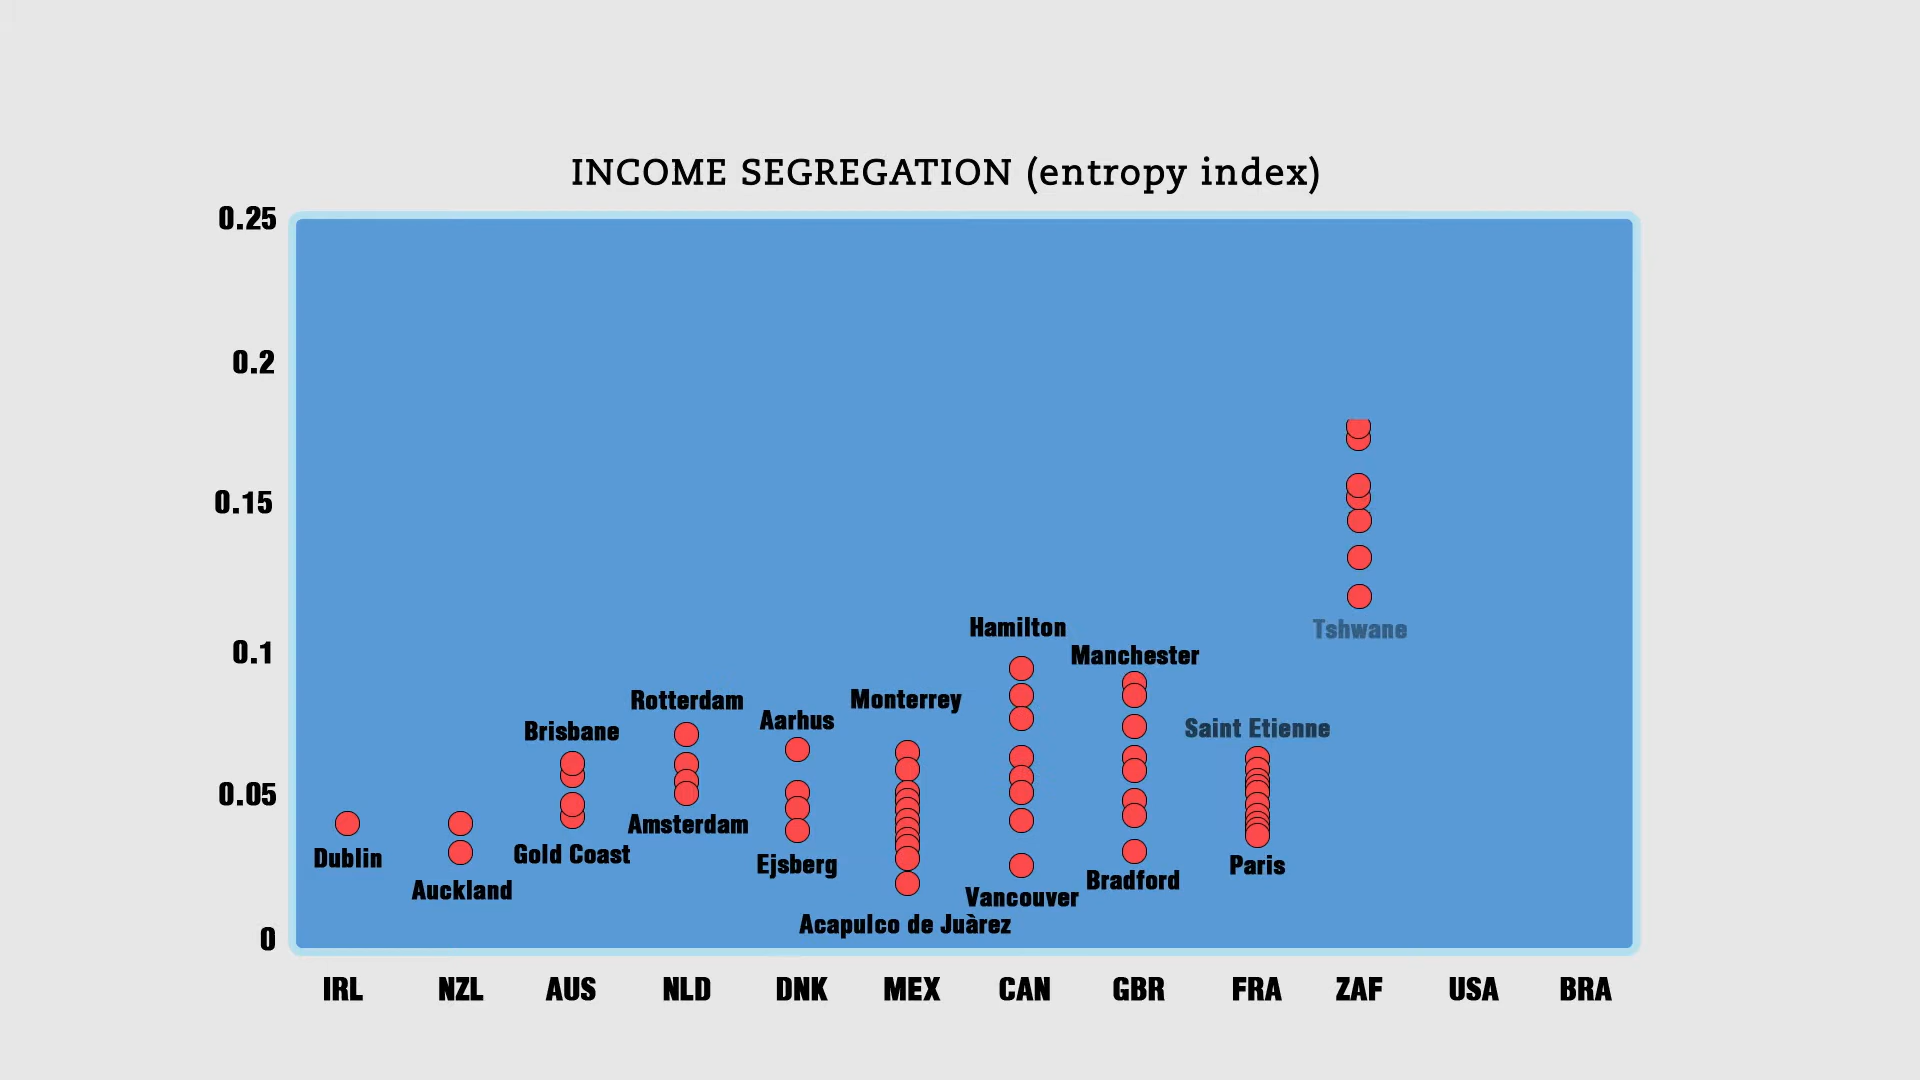 INCOME SEGREGATION (entropy index)
0.25
0.2
0.15
0.1
0.05
0
Hamilton
Tshwane
Manchester
Rotterdam
Monterrey
Aarhus
Brisbane
Saint Etienne
Amsterdam
Dublin
Gold Coast
Ejsberg
Paris
Auckland
Bradford
Vancouver
Acapulco de Juàrez
IRL NZL AUS NLD DNK MEX CAN GBR FRA ZAF USA BRA